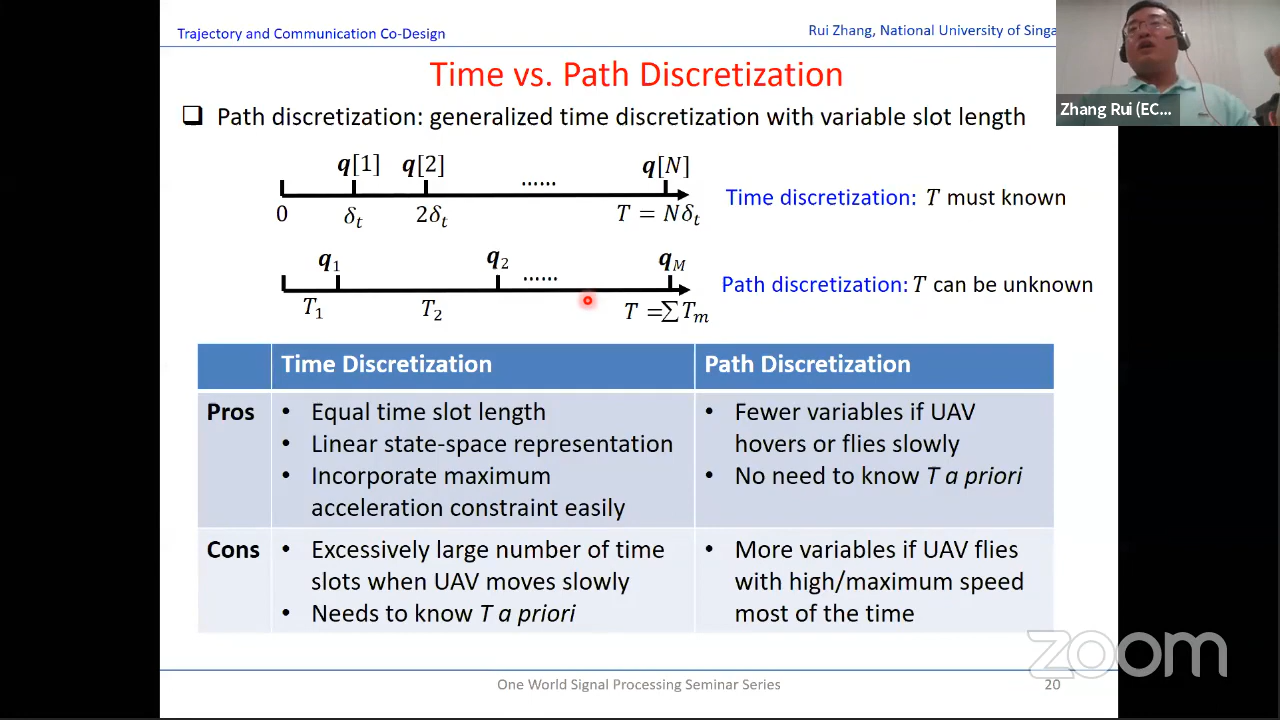 Trajectory and Communication Co-Design
Rui Zhang, National University of Singa
Time vs. Path Discretization
Zhang Rui (EC...
❑ Path discretization: generalized time discretization with variable slot length
q[1] q[2] ...... q[N]
0 δt 2δt T = Nδt
Time discretization: T must known
q1 q2 ...... qM
T1 T2 T =∑Tm
Path discretization: T can be unknown
Time Discretization Path Discretization
Pros
• Equal time slot length
• Linear state-space representation
• Incorporate maximum
acceleration constraint easily
• Fewer variables if UAV
hovers or flies slowly
• No need to know T a priori
Cons
• Excessively large number of time
slots when UAV moves slowly
• Needs to know T a priori
• More variables if UAV flies
with high/maximum speed
most of the time
zoom
One World Signal Processing Seminar Series
20